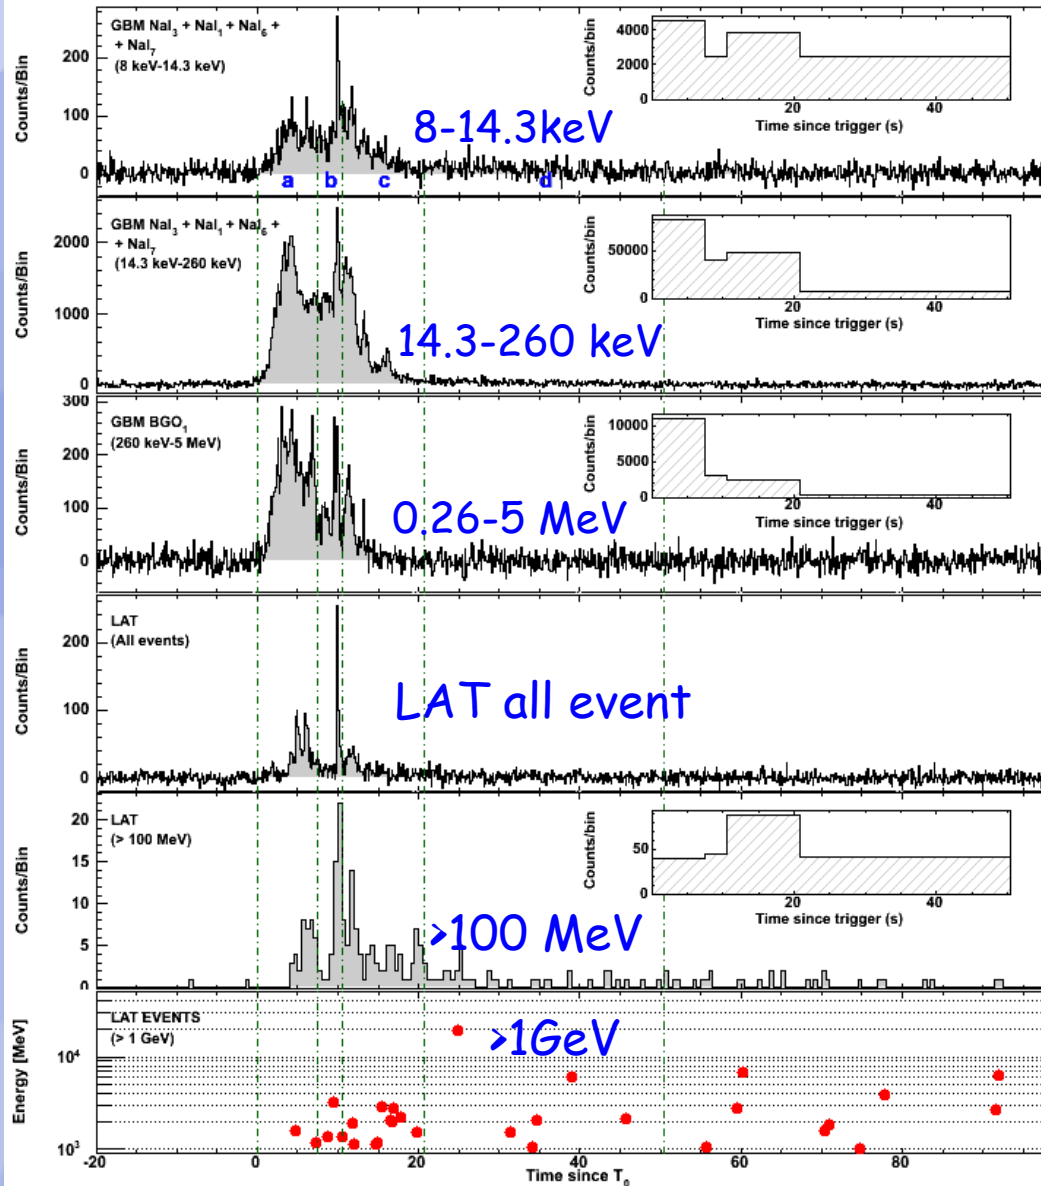 GBM NaI3 + NaI1 + NaI6 +
+ NaI7
(8 keV-14.3 keV)
Counts/Bin
200
100
0
8-14.3keV
a b c d
Counts/bin
4000
2000
0
20 40
Time since trigger (s)
GBM NaI3 + NaI1 + NaI6 +
+ NaI7
(14.3 keV-260 keV)
Counts/Bin
2000
1000
0
14.3-260 keV
Counts/bin
50000
0
20 40
Time since trigger (s)
GBM BGO1
(260 keV-5 MeV)
Counts/Bin
300
200
100
0
0.26-5 MeV
Counts/bin
10000
5000
0
20 40
Time since trigger (s)
LAT
(All events)
Counts/Bin
200
100
0
LAT all event
LAT
(> 100 MeV)
Counts/Bin
20
15
10
5
0
>100 MeV
Counts/bin
50
0
20 40
Time since trigger (s)
LAT EVENTS
(> 1 GeV)
Energy [MeV]
10^4
10^3
>1GeV
-20 0 20 40 60 80
Time since T0